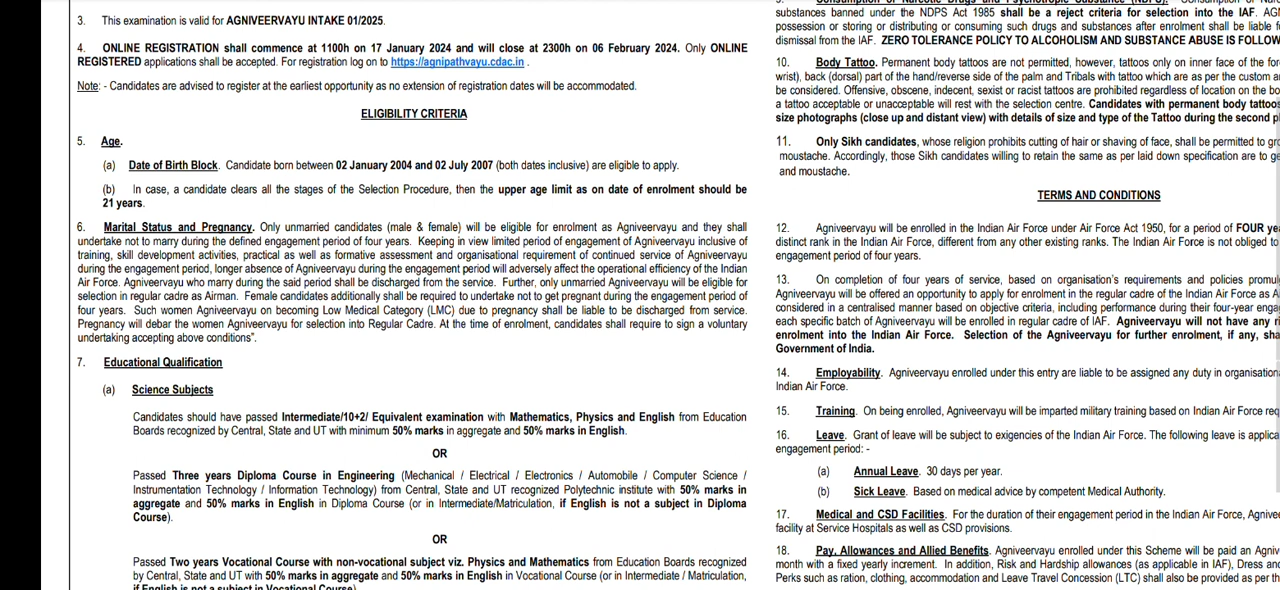 3. This examination is valid for AGNIVEERVAYU INTAKE 01/2025.
4. ONLINE REGISTRATION shall commence at 1100h on 17 January 2024 and will close at 2300h on 06 February 2024. Only ONLINE
REGISTERED applications shall be accepted. For registration log on to https://agnipathvayu.cdac.in .
Note: - Candidates are advised to register at the earliest opportunity as no extension of registration dates will be accommodated.
ELIGIBILITY CRITERIA
5. Age.
(a) Date of Birth Block. Candidate born between 02 January 2004 and 02 July 2007 (both dates inclusive) are eligible to apply.
(b) In case, a candidate clears all the stages of the Selection Procedure, then the upper age limit as on date of enrolment should be
21 years.
6. Marital Status and Pregnancy. Only unmarried candidates (male & female) will be eligible for enrolment as Agniveervayu and they shall
undertake not to marry during the defined engagement period of four years. Keeping in view limited period of engagement of Agniveervayu inclusive of
training, skill development activities, practical as well as formative assessment and organisational requirement of continued service of Agniveervayu
during the engagement period, longer absence of Agniveervayu during the engagement period will adversely affect the operational efficiency of the Indian
Air Force. Agniveervayu who marry during the said period shall be discharged from the service. Further, only unmarried Agniveervayu will be eligible for
selection in regular cadre as Airman. Female candidates additionally shall be required to undertake not to get pregnant during the engagement period of
four years. Such women Agniveervayu on becoming Low Medical Category (LMC) due to pregnancy shall be liable to be discharged from service.
Pregnancy will debar the women Agniveervayu for selection into Regular Cadre. At the time of enrolment, candidates shall require to sign a voluntary
undertaking accepting above conditions".
7. Educational Qualification
(a) Science Subjects
Candidates should have passed Intermediate/10+2/ Equivalent examination with Mathematics, Physics and English from Education
Boards recognized by Central, State and UT with minimum 50% marks in aggregate and 50% marks in English.
OR
Passed Three years Diploma Course in Engineering (Mechanical / Electrical / Electronics / Automobile / Computer Science /
Instrumentation Technology / Information Technology) from Central, State and UT recognized Polytechnic institute with 50% marks in
aggregate and 50% marks in English in Diploma Course (or in Intermediate/Matriculation, if English is not a subject in Diploma
Course).
OR
Passed Two years Vocational Course with non-vocational subject viz. Physics and Mathematics from Education Boards recognized
by Central, State and UT with 50% marks in aggregate and 50% marks in English in Vocational Course (or in Intermediate / Matriculation,
if English is not a subject in Vocational Course)
substances banned under the NDPS Act 1985 shall be a reject criteria for selection into the IAF.
possession or storing or distributing or consuming such drugs and substances after enrolment shall be liable
dismissal from the IAF. ZERO TOLERANCE POLICY TO ALCOHOLISM AND SUBSTANCE ABUSE IS FOLLOW
10. Body Tattoo. Permanent body tattoos are not permitted, however, tattoos only on inner face of the for
wrist), back (dorsal) part of the hand/reverse side of the palm and Tribals with tattoo which are as per the custom a
be considered. Offensive, obscene, indecent, sexist or racist tattoos are prohibited regardless of location on the bo
a tattoo acceptable or unacceptable will rest with the selection centre. Candidates with permanent body tattoo
size photographs (close up and distant view) with details of size and type of the Tattoo during the second p
11. Only Sikh candidates, whose religion prohibits cutting of hair or shaving of face, shall be permitted to gr
moustache. Accordingly, those Sikh candidates willing to retain the same as per laid down specification are to ge
and moustache.
TERMS AND CONDITIONS
12. Agniveervayu will be enrolled in the Indian Air Force under Air Force Act 1950, for a period of FOUR ye
distinct rank in the Indian Air Force, different from any other existing ranks. The Indian Air Force is not obliged to
engagement period of four years.
13. On completion of four years of service, based on organisation's requirements and policies promul
Agniveervayu will be offered an opportunity to apply for enrolment in the regular cadre of the Indian Air Force as A
considered in a centralised manner based on objective criteria, including performance during their four-year enga
each specific batch of Agniveervayu will be enrolled in regular cadre of IAF. Agniveervayu will not have any ri
enrolment into the Indian Air Force. Selection of the Agniveervayu for further enrolment, if any, sha
Government of India.
14. Employability. Agniveervayu enrolled under this entry are liable to be assigned any duty in organisation
Indian Air Force.
15. Training. On being enrolled, Agniveervayu will be imparted military training based on Indian Air Force req
16. Leave. Grant of leave will be subject to exigencies of the Indian Air Force. The following leave is applica
engagement period: -
(a) Annual Leave. 30 days per year.
(b) Sick Leave. Based on medical advice by competent Medical Authority.
17. Medical and CSD Facilities. For the duration of their engagement period in the Indian Air Force, Agnivee
facility at Service Hospitals as well as CSD provisions.
18. Pay, Allowances and Allied Benefits. Agniveervayu enrolled under this Scheme will be paid an Agniv
month with a fixed yearly increment. In addition, Risk and Hardship allowances (as applicable in IAF), Dress and
Perks such as ration, clothing, accommodation and Leave Travel Concession (LTC) shall also be provided as per th